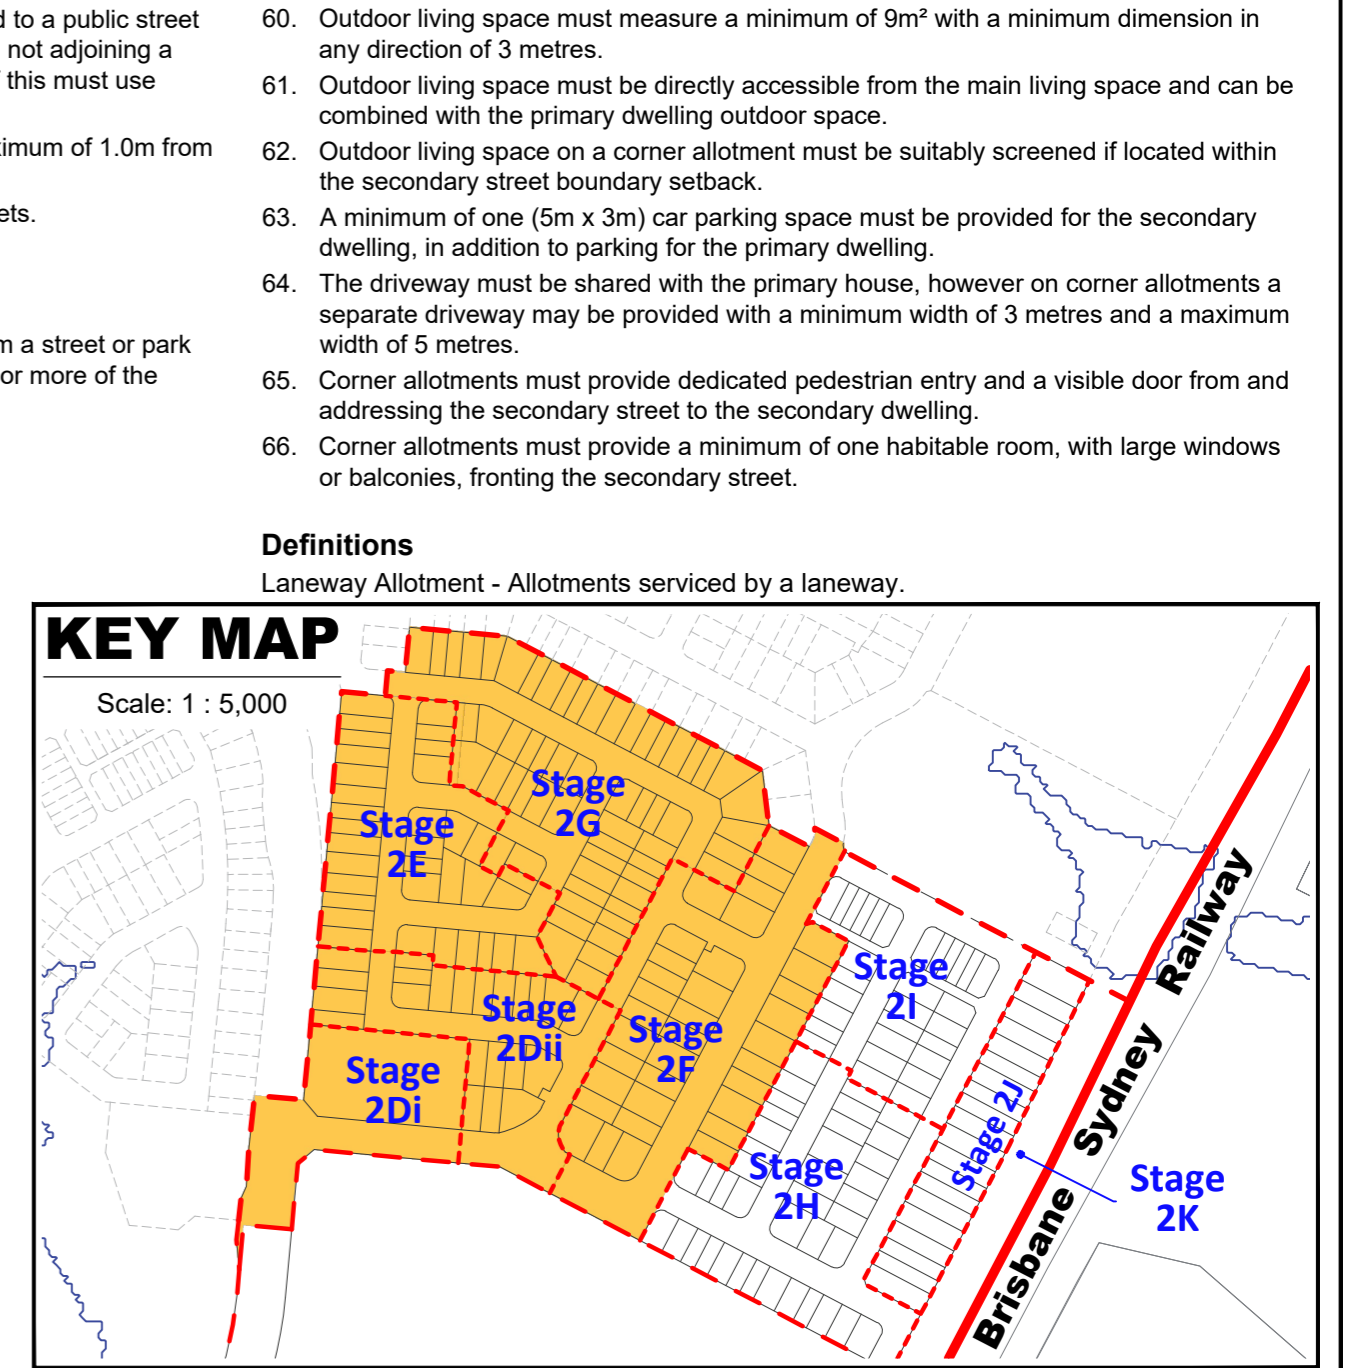 d to a public street
not adjoining a
this must use
imum of 1.0m from
ets.
m a street or park
or more of the
60. Outdoor living space must measure a minimum of 9m² with a minimum dimension in
any direction of 3 metres.
61. Outdoor living space must be directly accessible from the main living space and can be
combined with the primary dwelling outdoor space.
62. Outdoor living space on a corner allotment must be suitably screened if located within
the secondary street boundary setback.
63. A minimum of one (5m x 3m) car parking space must be provided for the secondary
dwelling, in addition to parking for the primary dwelling.
64. The driveway must be shared with the primary house, however on corner allotments a
separate driveway may be provided with a minimum width of 3 metres and a maximum
width of 5 metres.
65. Corner allotments must provide dedicated pedestrian entry and a visible door from and
addressing the secondary street to the secondary dwelling.
66. Corner allotments must provide a minimum of one habitable room, with large windows
or balconies, fronting the secondary street.
Definitions
Laneway Allotment - Allotments serviced by a laneway.
KEY MAP
Scale: 1 : 5,000
Stage
2G
Stage
2E
Stage
2I
Stage
2Dii
Stage
2F
Stage
2Di
Stage 2J
Stage
2H
Stage
2K
Brisbane Sydney Railway